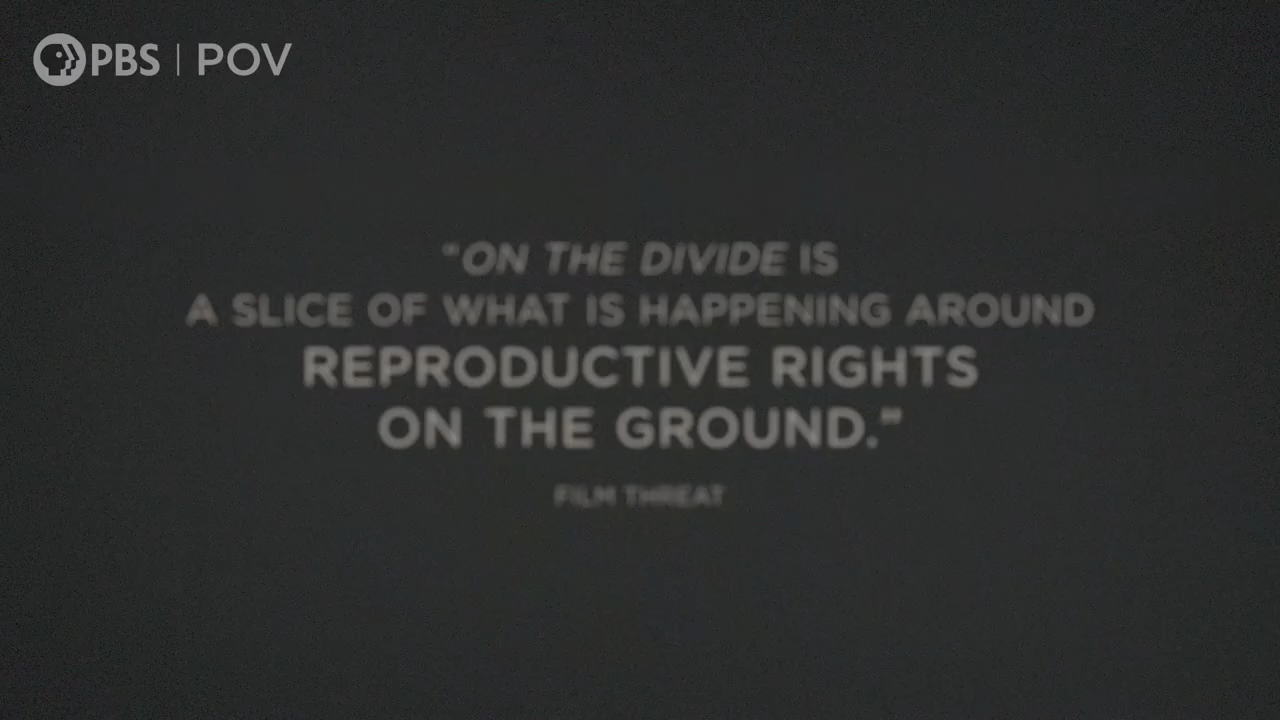 PBS | POV
“ON THE DIVIDE IS
A SLICE OF WHAT IS HAPPENING AROUND
REPRODUCTIVE RIGHTS
ON THE GROUND.”
FILM THREAT